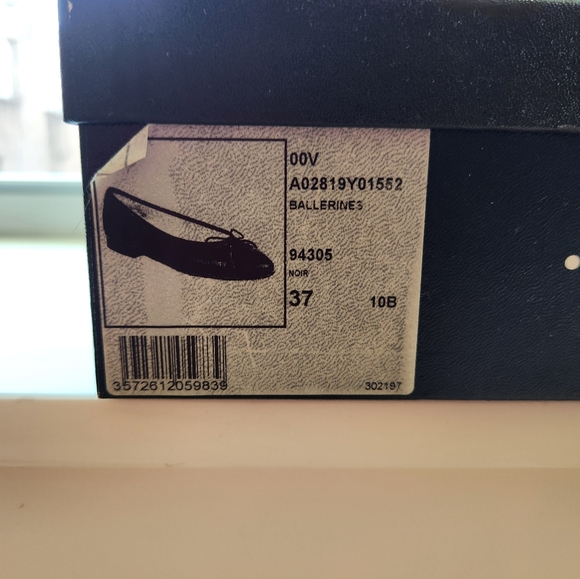 00V
A02819Y01552
BALLERINES
94305
NOIR
37 10B
3572612059839
302197